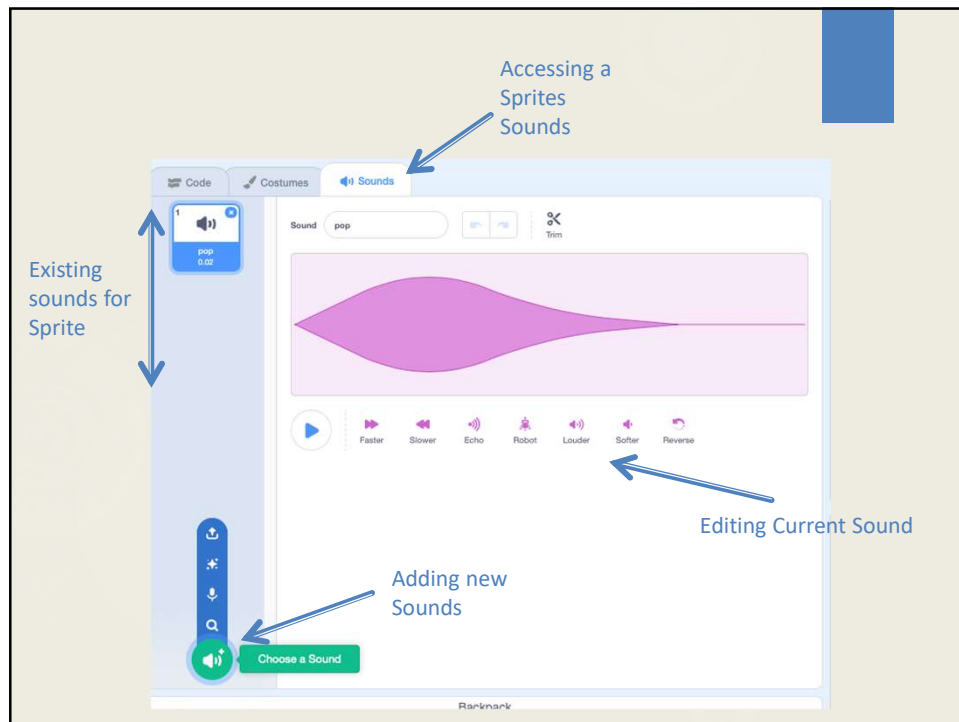 Accessing a
Sprites
Sounds
Code
Costumes
Sounds
1
pop
0.02
Sound
pop
Trim
Existing
sounds for
Sprite
Faster
Slower
Echo
Robot
Louder
Softer
Reverse
Editing Current Sound
Adding new
Sounds
Choose a Sound
Backpack